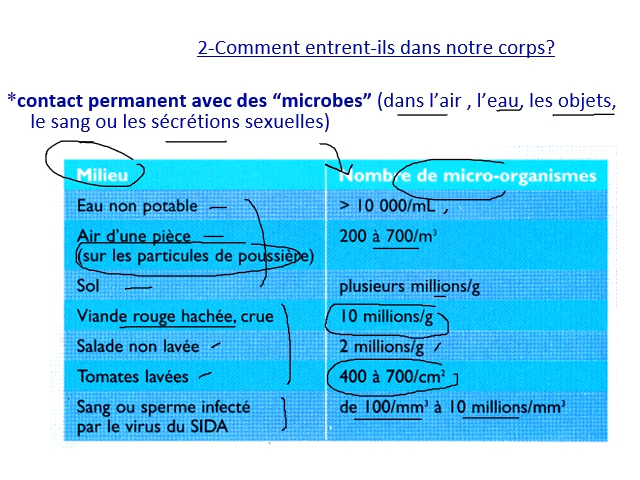 2-Comment entrent-ils dans notre corps?
*contact permanent avec des “microbes” (dans l’air , l’eau, les objets,
le sang ou les sécrétions sexuelles)
Milieu Nombre de micro-organismes
Eau non potable > 10 000/mL
Air d'une pièce 200 à 700/m³
(sur les particules de poussière)
Sol plusieurs millions/g
Viande rouge hachée, crue 10 millions/g
Salade non lavée 2 millions/g
Tomates lavées 400 à 700/cm²
Sang ou sperme infecté de 100/mm³ à 10 millions/mm³
par le virus du SIDA